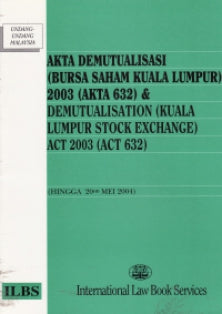 UNDANG-
UNDANG
MALAYSIA
AKTA DEMUTUALISASI
(BURSA SAHAM KUALA LUMPUR)
2003 (AKTA 632) &
DEMUTUALISATION (KUALA
LUMPUR STOCK EXCHANGE)
ACT 2003 (ACT 632)
(HINGGA 20HB MEI 2004)
ILBS
International Law Book Services